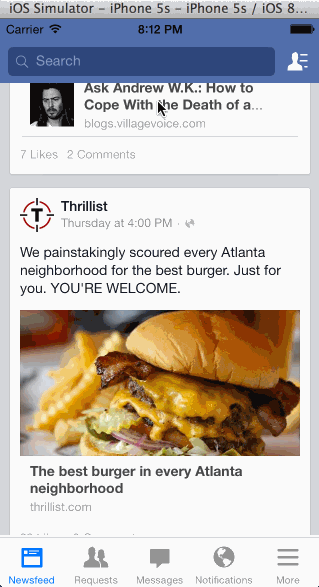 iOS Simulator – iPhone 5s – iPhone 5s / iOS 8...
Carrier 8:12 PM
Search
Ask Andrew W.K.: How to
Cope With the Death of a...
blogs.villagevoice.com
7 Likes 2 Comments
T
Thrillist
Thursday at 4:00 PM ·
We painstakingly scoured every Atlanta
neighborhood for the best burger. Just for
you. YOU'RE WELCOME.
The best burger in every Atlanta
neighborhood
thrillist.com
Newsfeed Requests Messages Notifications More